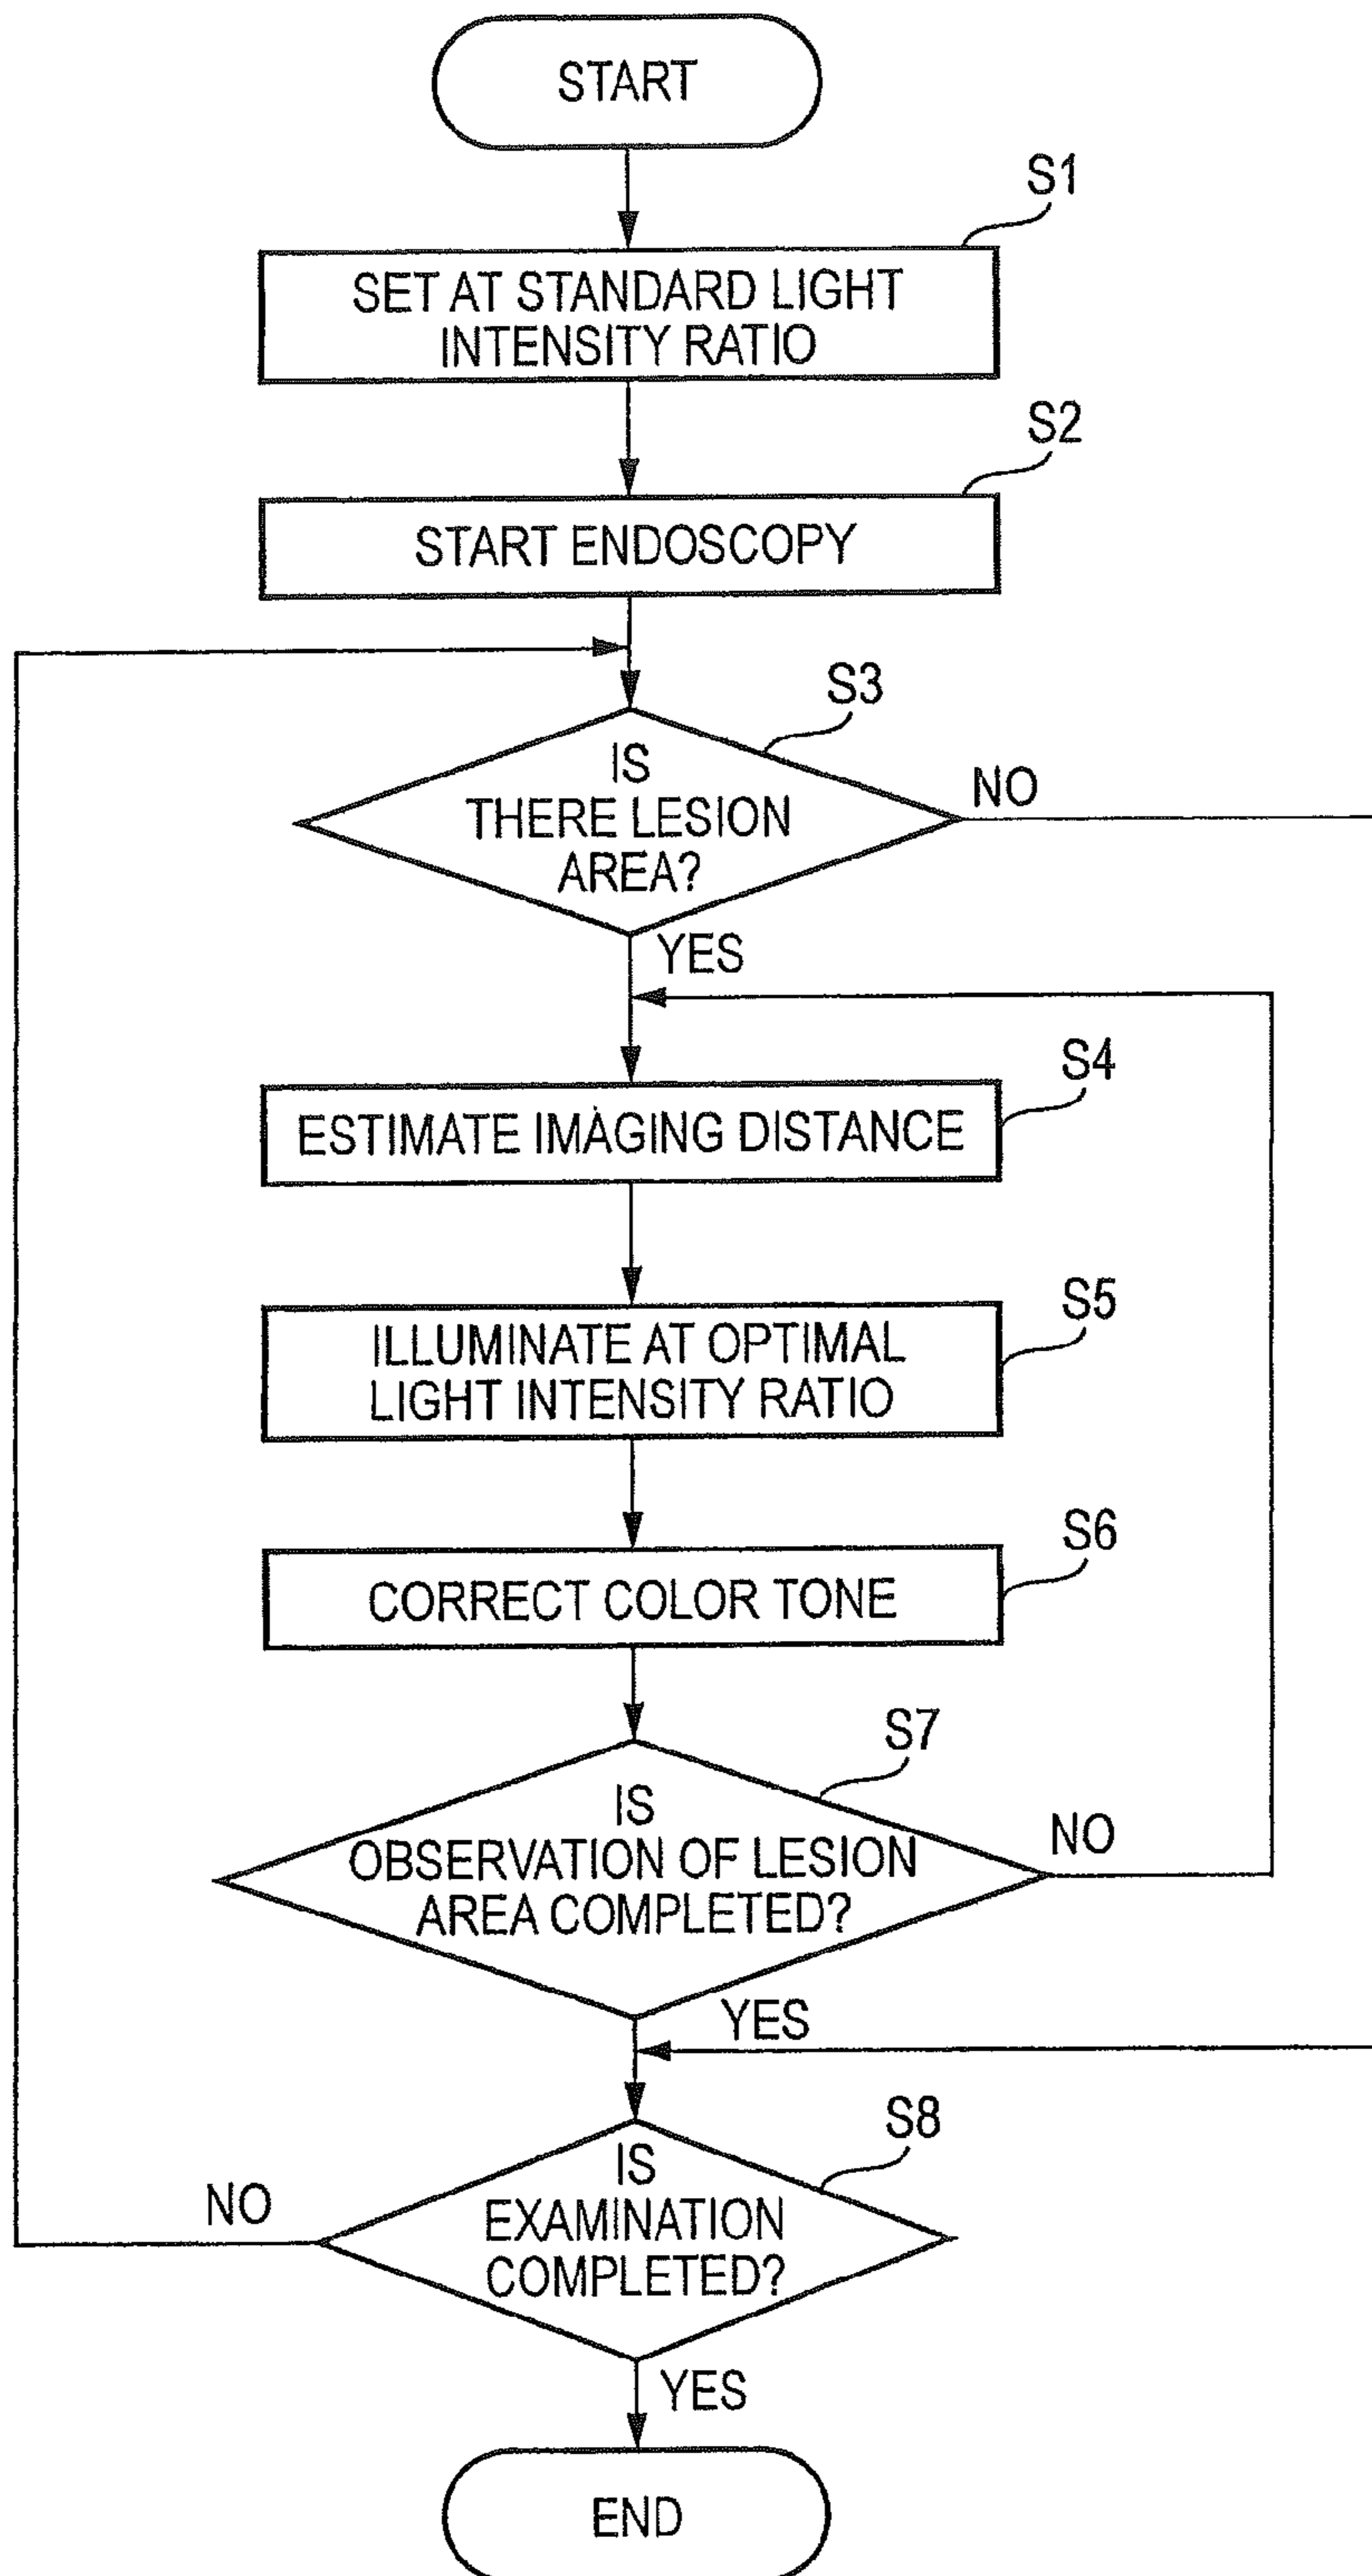 START
S1
SET AT STANDARD LIGHT
INTENSITY RATIO
S2
START ENDOSCOPY
S3
IS
THERE LESION
AREA?
NO
YES
S4
ESTIMATE IMAGING DISTANCE
S5
ILLUMINATE AT OPTIMAL
LIGHT INTENSITY RATIO
S6
CORRECT COLOR TONE
S7
IS
OBSERVATION OF LESION
AREA COMPLETED?
NO
YES
S8
IS
EXAMINATION
COMPLETED?
NO
YES
END